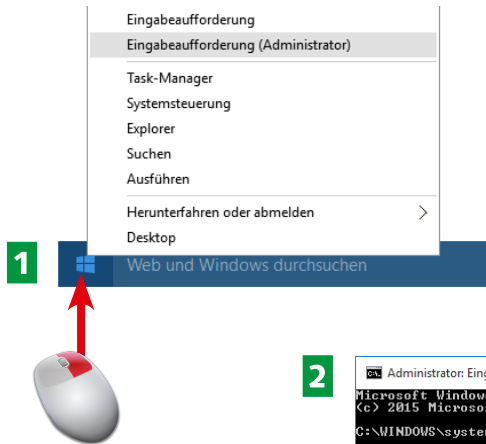 Eingabeaufforderung
Eingabeaufforderung (Administrator)
Task-Manager
Systemsteuerung
Explorer
Suchen
Ausführen
Herunterfahren oder abmelden
Desktop
1
Web und Windows durchsuchen
2
Administrator: Ein
Microsoft Window
(c) 2015 Microso
C:\WINDOWS\syste